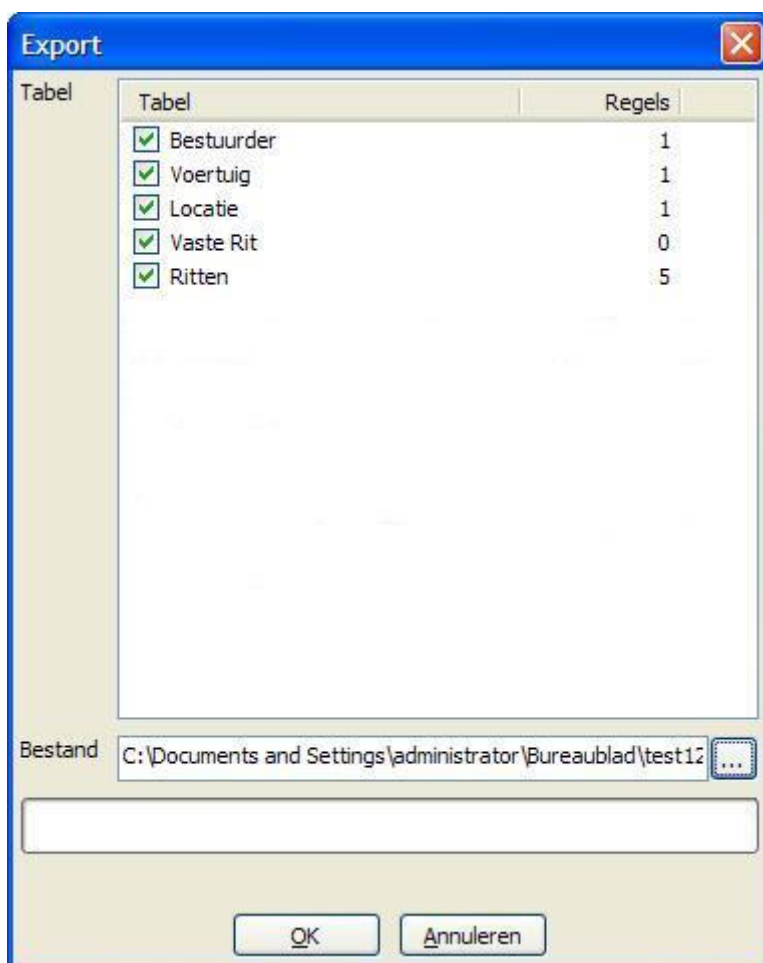 Export
Tabel
Tabel Regels
Bestuurder 1
Voertuig 1
Locatie 1
Vaste Rit 0
Ritten 5
Bestand C:\Documents and Settings\administrator\Bureaublad\test12 ...
OK Annuleren